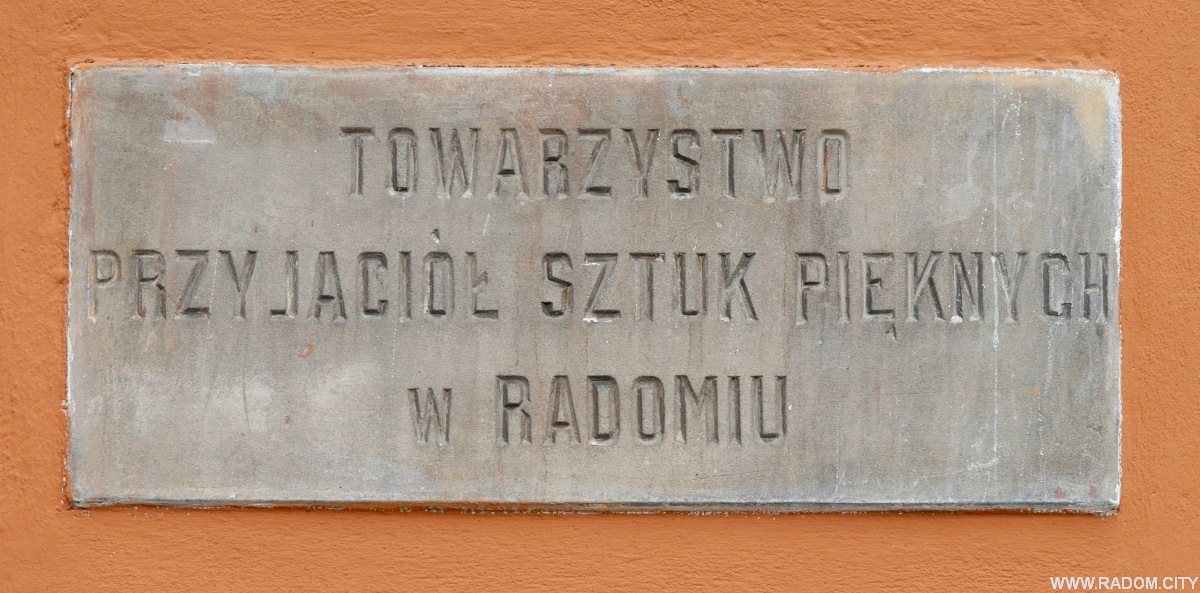 TOWARZYSTWO
PRZYJACIÓŁ SZTUK PIĘKNYCH
w RADOMIU
WWW.RADOM.CITY